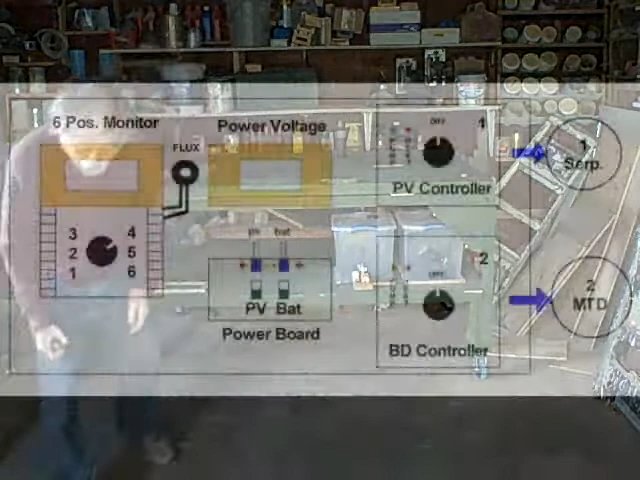 6 Pos. Monitor
FLUX
Power Voltage
OFF
1
PV Controller
1
Serp.
3 4
2 5
1 6
pv bat
PV Bat
Power Board
2
OFF
BD Controller
2
MTD